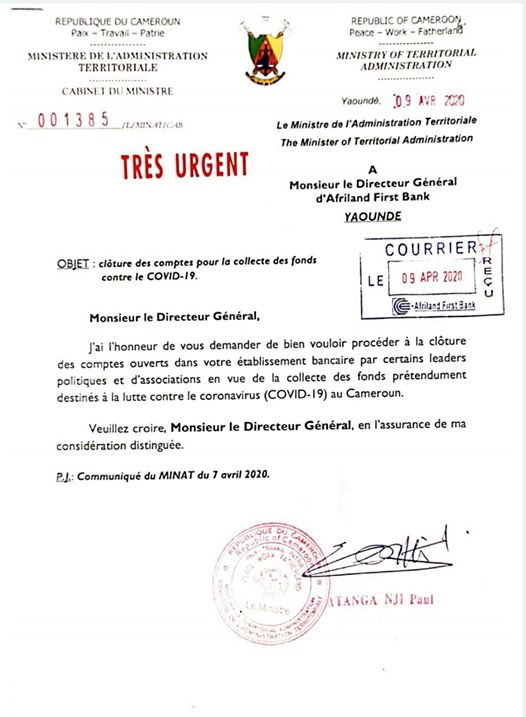 REPUBLIQUE DU CAMEROUN
Paix – Travail – Patrie
MINISTERE DE L'ADMINISTRATION
TERRITORIALE
CABINET DU MINISTRE
N° 001385 /L/MINAT/CAB
REPUBLIC OF CAMEROON
Peace – Work – Fatherland
MINISTRY OF TERRITORIAL
ADMINISTRATION
Yaoundé, 09 AVR 2020
Le Ministre de l'Administration Territoriale
The Minister of Territorial Administration
TRÈS URGENT
A
Monsieur le Directeur Général
d'Afriland First Bank
YAOUNDE
COURRIER
LE 09 APR 2020
REÇU
Afriland First Bank
OBJET : clôture des comptes pour la collecte des fonds
contre le COVID-19.
Monsieur le Directeur Général,
J'ai l'honneur de vous demander de bien vouloir procéder à la clôture
des comptes ouverts dans votre établissement bancaire par certains leaders
politiques et d'associations en vue de la collecte des fonds prétendument
destinés à la lutte contre le coronavirus (COVID-19) au Cameroun.
Veuillez croire, Monsieur le Directeur Général, en l'assurance de ma
considération distinguée.
P.J.: Communiqué du MINAT du 7 avril 2020.
REPUBLIQUE DU CAMEROUN
Republic of Cameroon
PEACE WORK FATHERLAND
Le Ministre
ATANGA NJI Paul